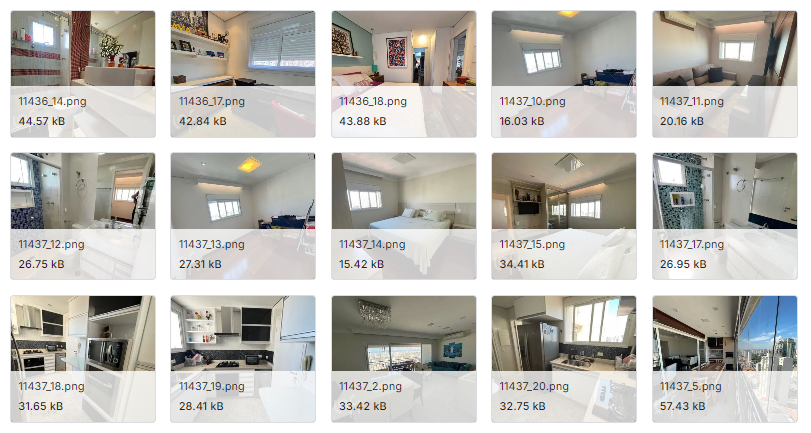 11436_14.png
44.57 kB
11436_17.png
42.84 kB
11436_18.png
43.88 kB
11437_10.png
16.03 kB
11437_11.png
20.16 kB
11437_12.png
26.75 kB
11437_13.png
27.31 kB
11437_14.png
15.42 kB
11437_15.png
34.41 kB
11437_17.png
26.95 kB
11437_18.png
31.65 kB
11437_19.png
28.41 kB
11437_2.png
33.42 kB
11437_20.png
32.75 kB
11437_5.png
57.43 kB